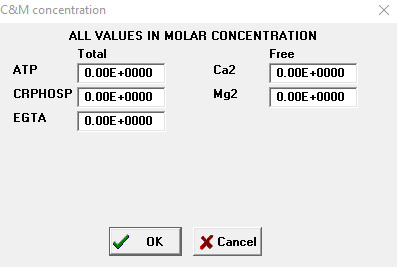 C&M concentration
ALL VALUES IN MOLAR CONCENTRATION
Total Free
ATP 0.00E+0000 Ca2 0.00E+0000
CRPHOSP 0.00E+0000 Mg2 0.00E+0000
EGTA 0.00E+0000
OK Cancel